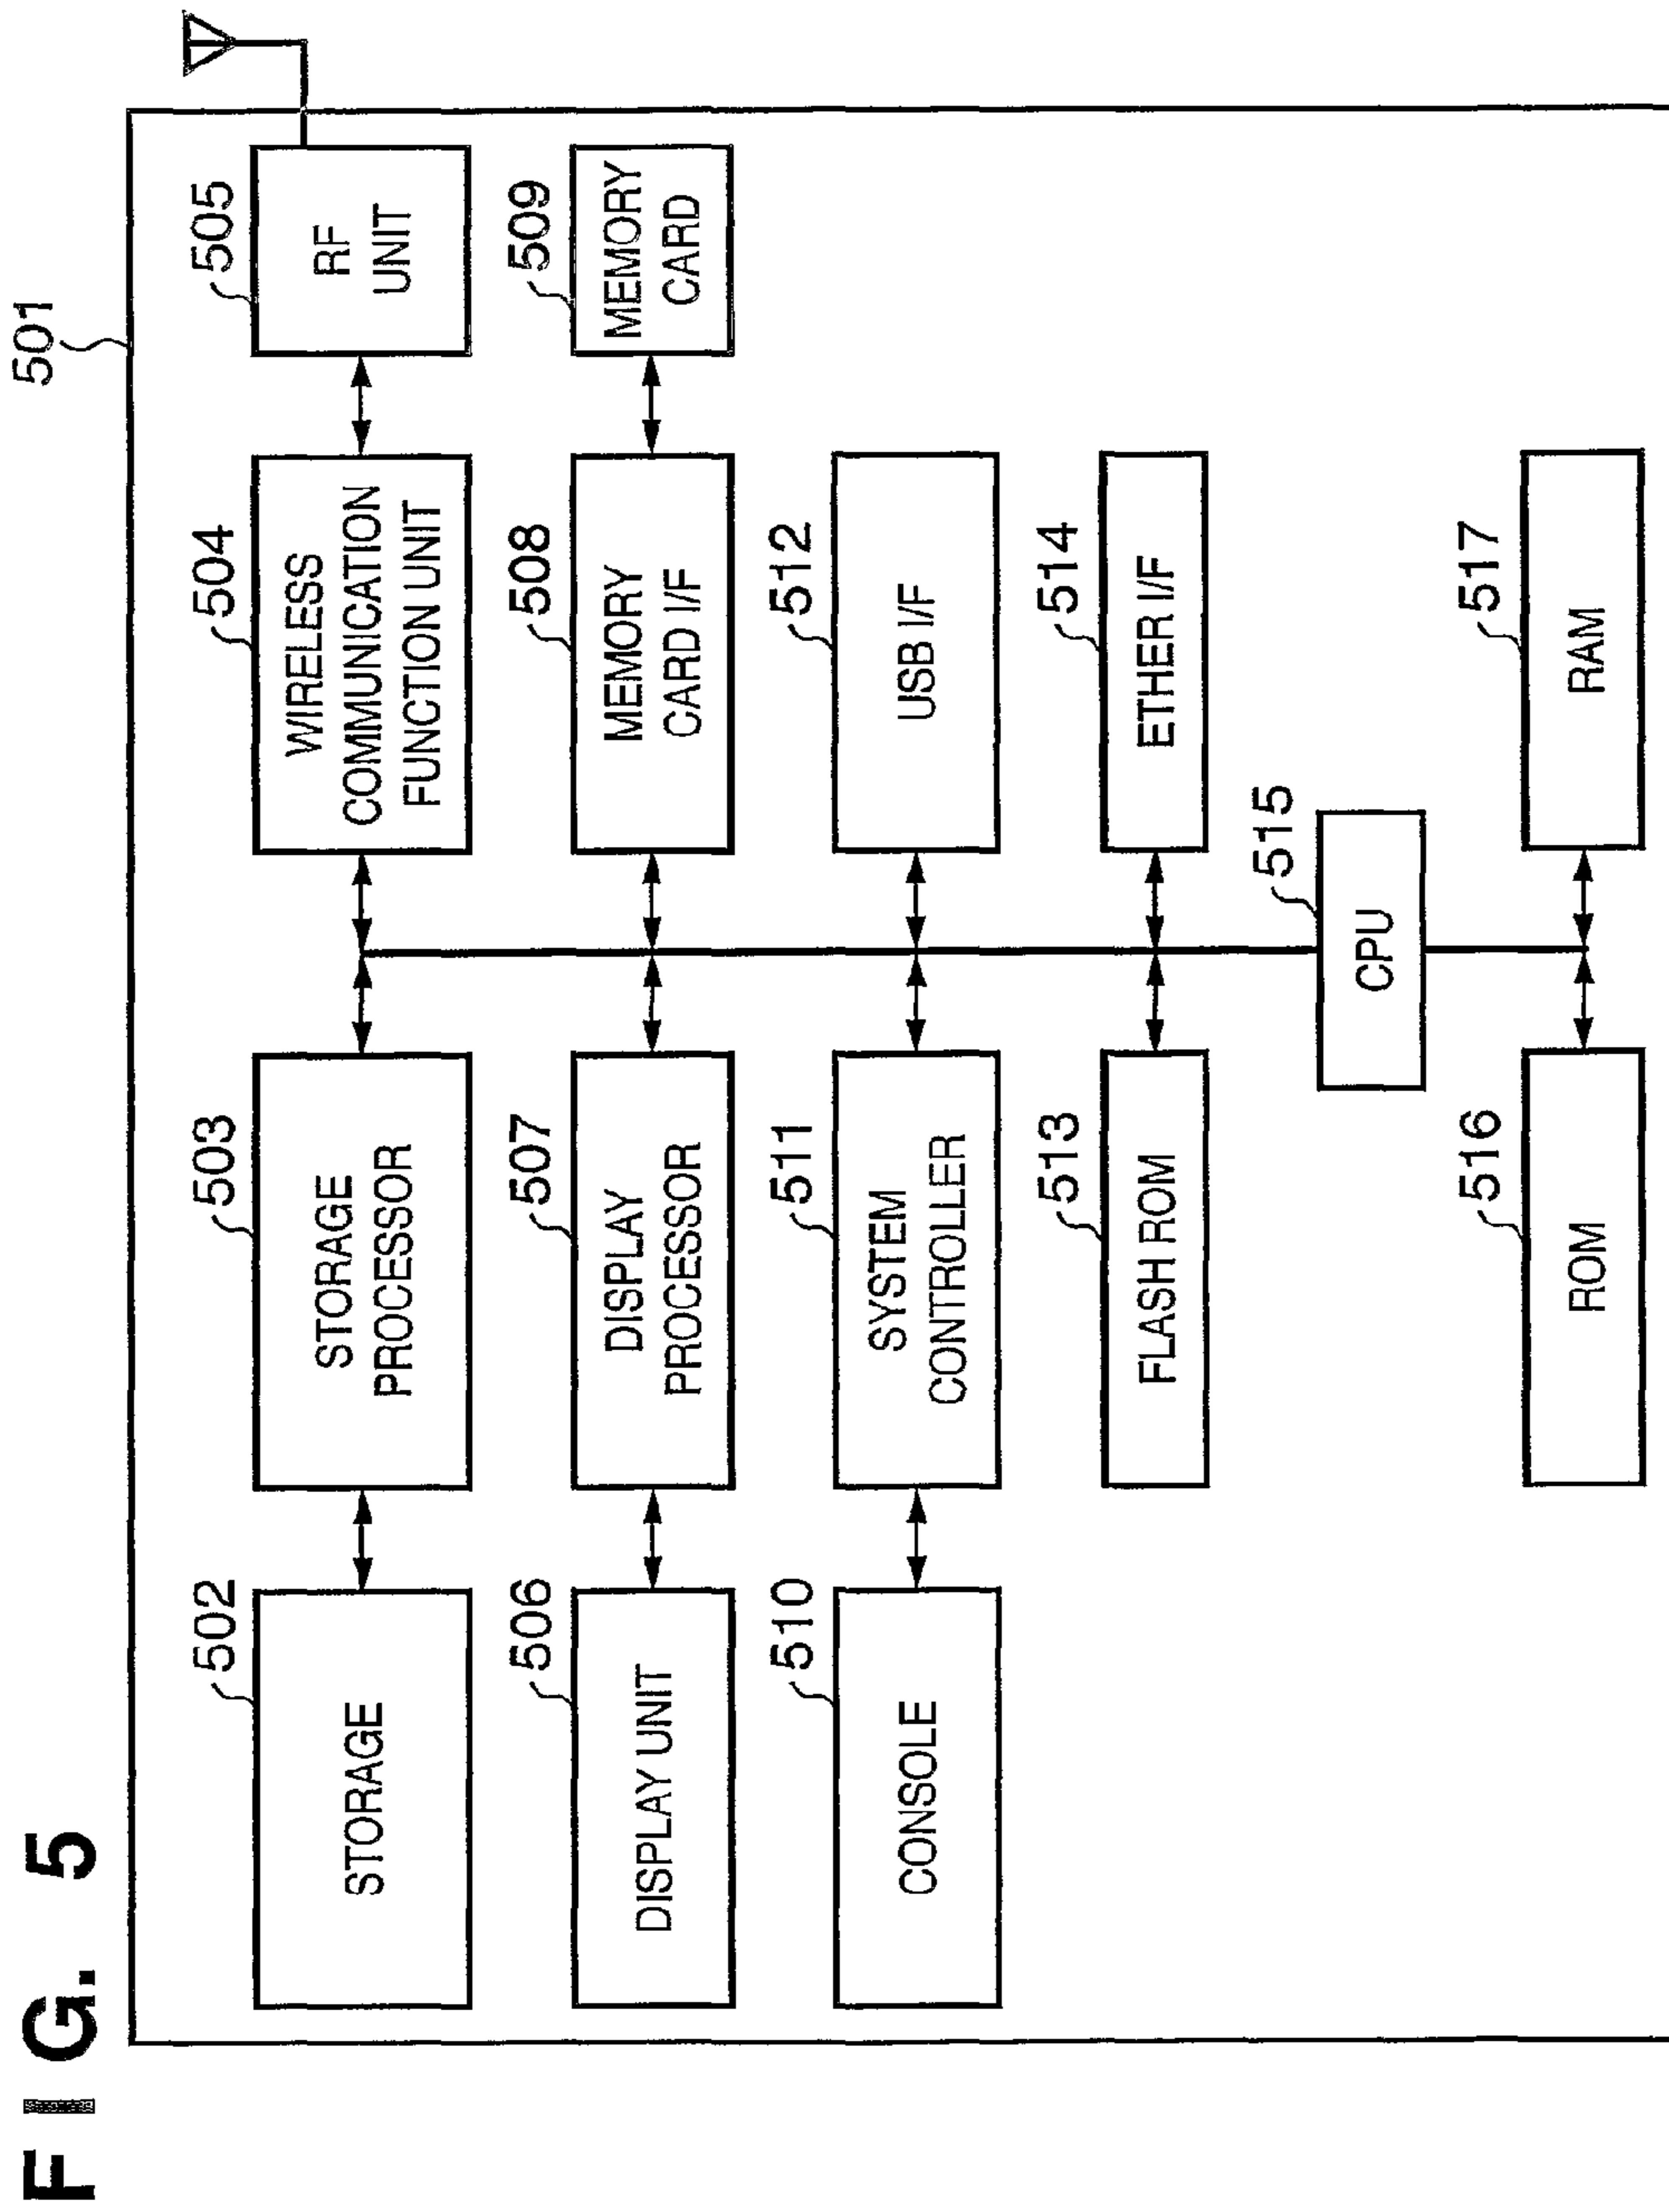 FIG. 5
501
502
STORAGE
503
STORAGE
PROCESSOR
504
WIRELESS
COMMUNICATION
FUNCTION UNIT
505
RF
UNIT
506
DISPLAY UNIT
507
DISPLAY
PROCESSOR
508
MEMORY
CARD I/F
509
MEMORY
CARD
510
CONSOLE
511
SYSTEM
CONTROLLER
512
USB I/F
513
FLASH ROM
514
ETHER I/F
515
CPU
516
ROM
517
RAM